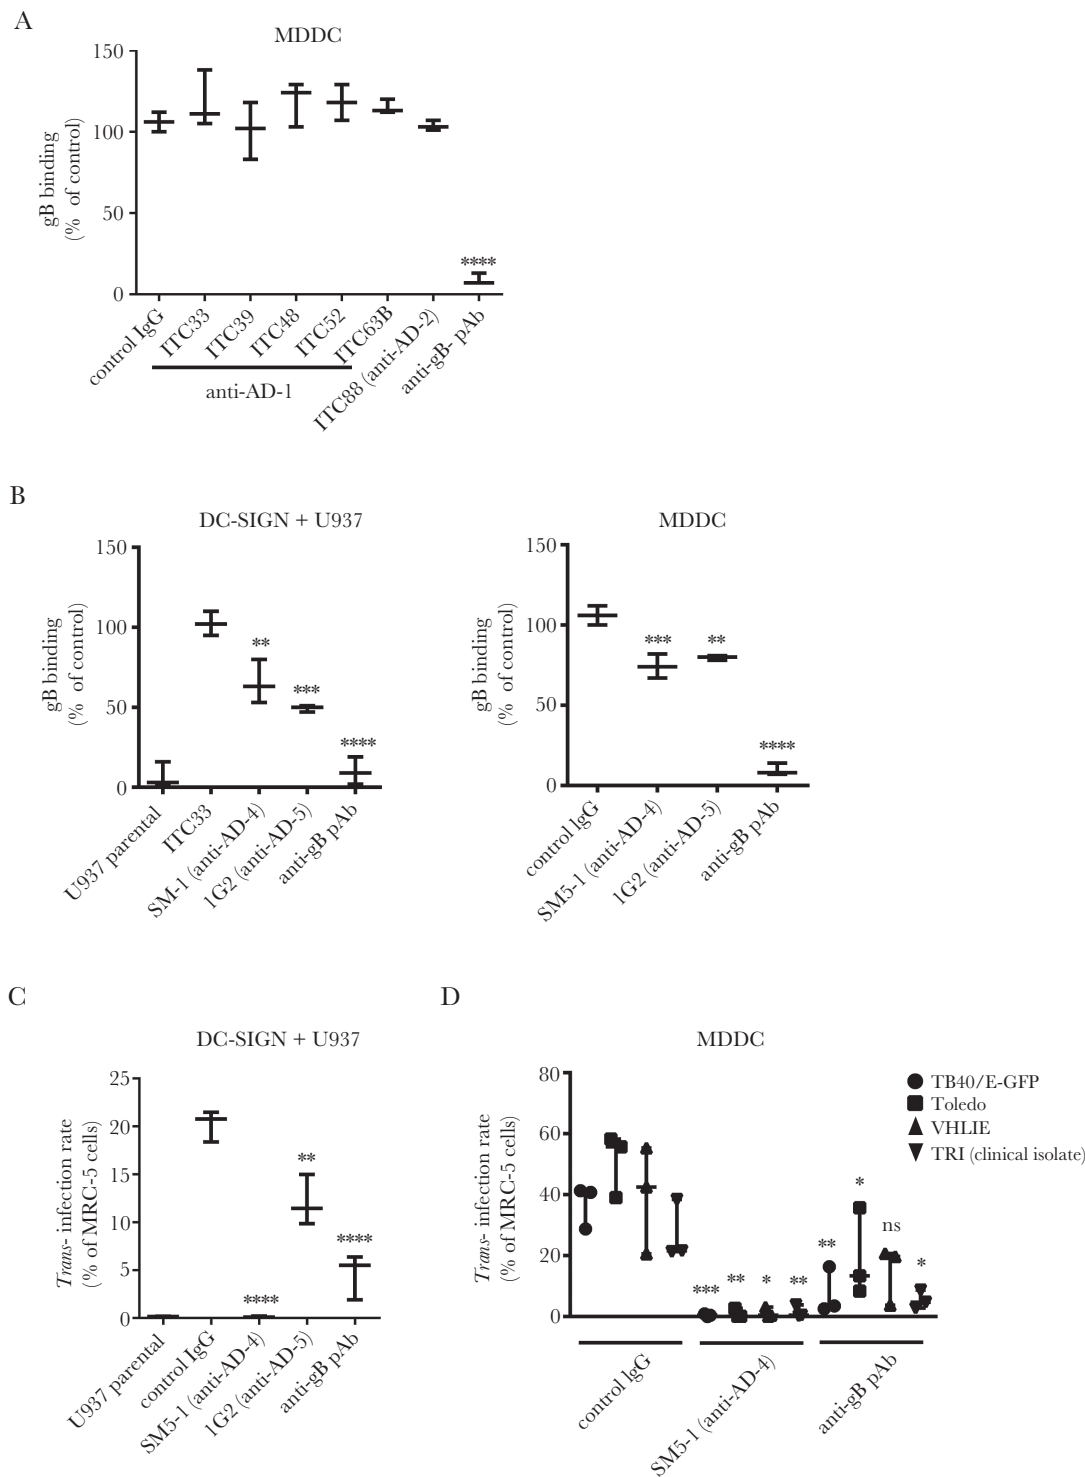 A
MDDC
gB binding
(% of control)
150
100
50
0
****
control IgG
ITC33
ITC39
ITC48
ITC52
ITC63B
ITC88 (anti-AD-2)
anti-gB- pAb
anti-AD-1
B
DC-SIGN + U937
gB binding
(% of control)
150
100
50
0
**
***
****
U937 parental
ITC33
SM-1 (anti-AD-4)
1G2 (anti-AD-5)
anti-gB pAb
MDDC
gB binding
(% of control)
150
100
50
0
***
**
****
control lgG
SM5-1 (anti-AD-4)
1G2 (anti-AD-5)
anti-gB pAb
C
DC-SIGN + U937
Trans- infection rate
(% of MRC-5 cells)
25
20
15
10
5
0
****
**
****
U937 parental
control IgG
SM5-1 (anti-AD-4)
1G2 (anti-AD-5)
anti-gB pAb
D
MDDC
Trans- infection rate
(% of MRC-5 cells)
80
60
40
20
0
***
**
*
**
**
*
ns
*
TB40/E-GFP
Toledo
VHLIE
TRI (clinical isolate)
control lgG
SM5-1 (anti-AD-4)
anti-gB pAb